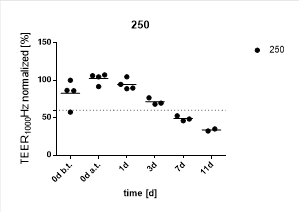 250
TEER1000Hz normalized [%]
150
100
50
0
0d b.t.
0d a.t.
1d
3d
7d
11d
time [d]
250